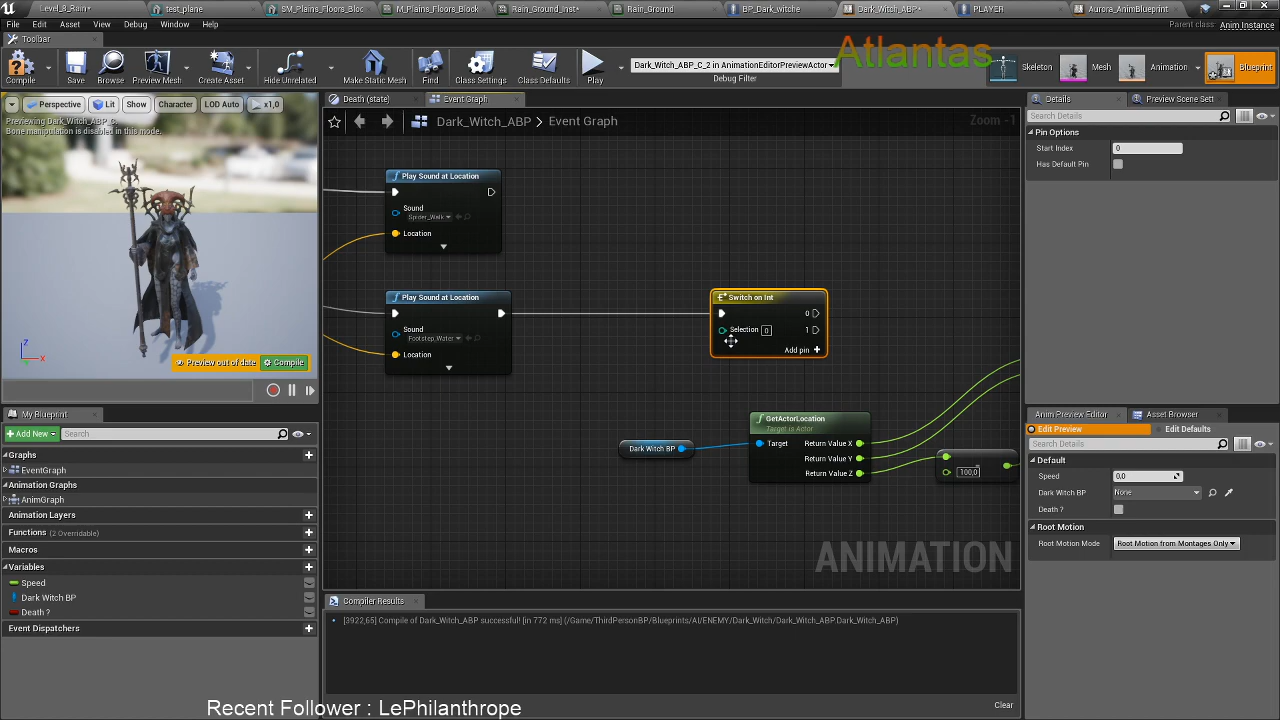 Level_8_Rain*
test_plane
SM_Plains_Floors_Bloc
M_Plains_Floors_Block
Rain_Ground_Inst*
Rain_Ground
BP_Dark_witche
Dark_Witch_ABP*
PLAYER
Aurora_AnimBlueprint
File
Edit
Asset
View
Debug
Window
Help
Parent class: Anim Instance
Toolbar
Atlantas
Compile
Save
Browse
Preview Mesh
Create Asset
Hide Unrelated
Make Static Mesh
Find
Class Settings
Class Defaults
Play
Dark_Witch_ABP_C_2 in AnimationEditorPreviewActor
Debug Filter
Skeleton
Mesh
Animation
Blueprint
Perspective
Lit
Show
Character
LOD Auto
x1,0
Bone manipulation is disabled in this mode.
Preview out of date
Compile
Z
X
Death (state)
Event Graph
Dark_Witch_ABP > Event Graph
Zoom -1
Play Sound at Location
Sound
Spider_Walk
Location
Play Sound at Location
Sound
Footstep_Water
Location
Switch on Int
0
Selection 0
1
Add pin +
Dark Witch BP
GetActorLocation
Target is Actor
Target
Return Value X
Return Value Y
Return Value Z
100,0
ANIMATION
Details
Preview Scene Sett
Search Details
Pin Options
Start Index
0
Has Default Pin
My Blueprint
+ Add New
Search
Graphs
EventGraph
Animation Graphs
AnimGraph
Animation Layers
Functions (2 Overridable)
Macros
Variables
Speed
Dark Witch BP
Death ?
Event Dispatchers
Compiler Results
[3922,65] Compile of Dark_Witch_ABP successful! [in 772 ms] (/Game/ThirdPersonBP/Blueprints/AI/ENEMY/Dark_Witch/Dark_Witch_ABP.Dark_Witch_ABP)
Clear
Anim Preview Editor
Asset Browser
Edit Preview
Edit Defaults
Search Details
Default
Speed
0,0
Dark Witch BP
None
Death ?
Root Motion
Root Motion Mode
Root Motion from Montages Only
Recent Follower : LePhilanthrope